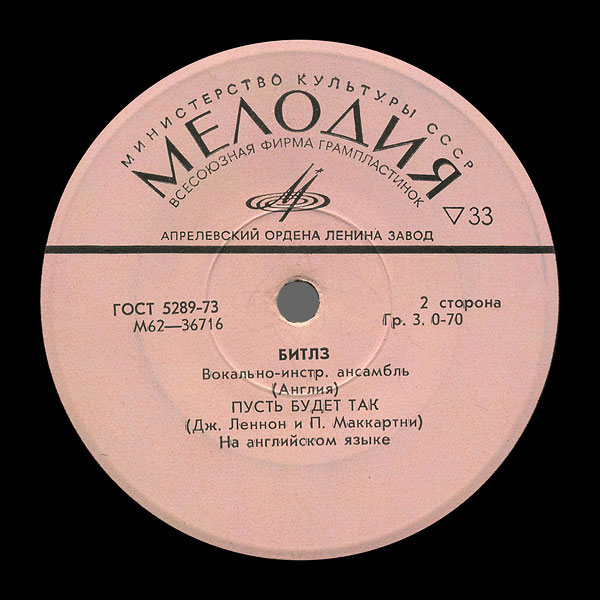 МИНИСТЕРСТВО КУЛЬТУРЫ СССР
МЕЛОДИЯ
ВСЕСОЮЗНАЯ ФИРМА ГРАМПЛАСТИНОК
▽33
АПРЕЛЕВСКИЙ ОРДЕНА ЛЕНИНА ЗАВОД
ГОСТ 5289-73
М62—36716
2 сторона
Гр. 3. 0-70
БИТЛЗ
Вокально-инстр. ансамбль
(Англия)
ПУСТЬ БУДЕТ ТАК
(Дж. Леннон и П. Маккартни)
На английском языке